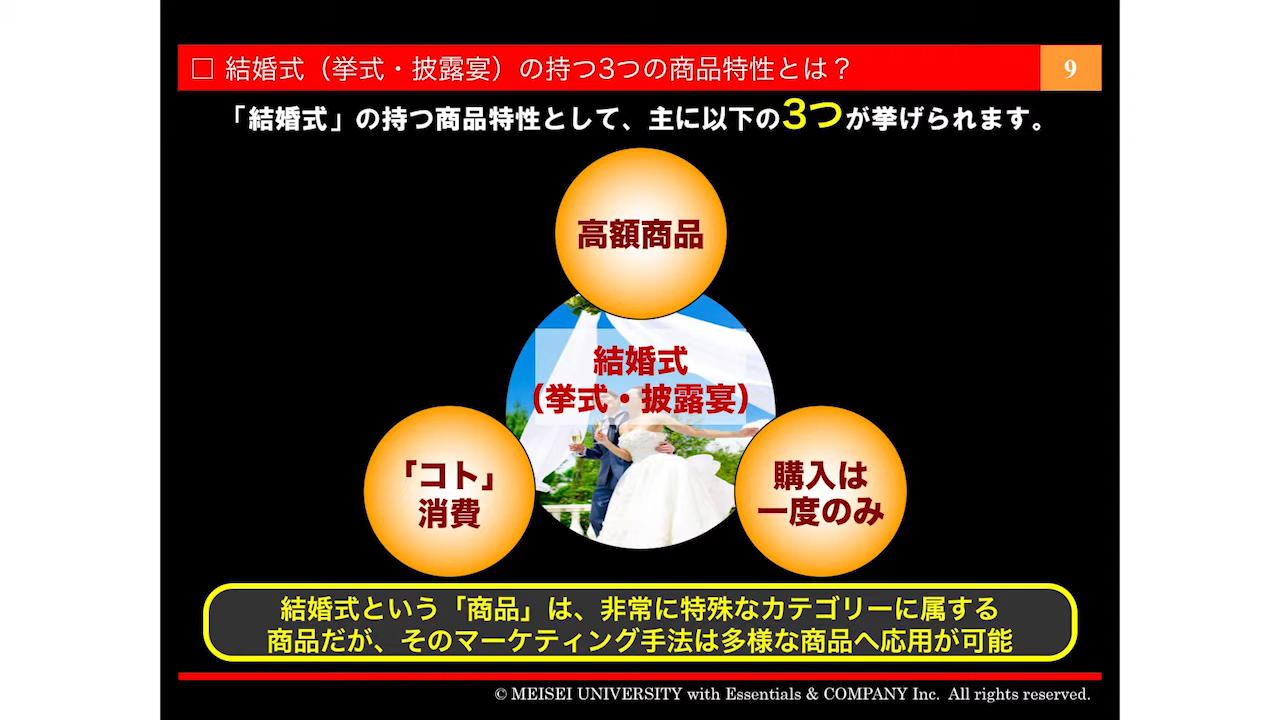 □ 結婚式（挙式・披露宴）の持つ3つの商品特性とは？
9
「結婚式」の持つ商品特性として、主に以下の3つが挙げられます。
高額商品
結婚式
（挙式・披露宴）
「コト」
消費
購入は
一度のみ
結婚式という「商品」は、非常に特殊なカテゴリーに属する
商品だが、そのマーケティング手法は多様な商品へ応用が可能
© MEISEI UNIVERSITY with Essentials & COMPANY Inc. All rights reserved.